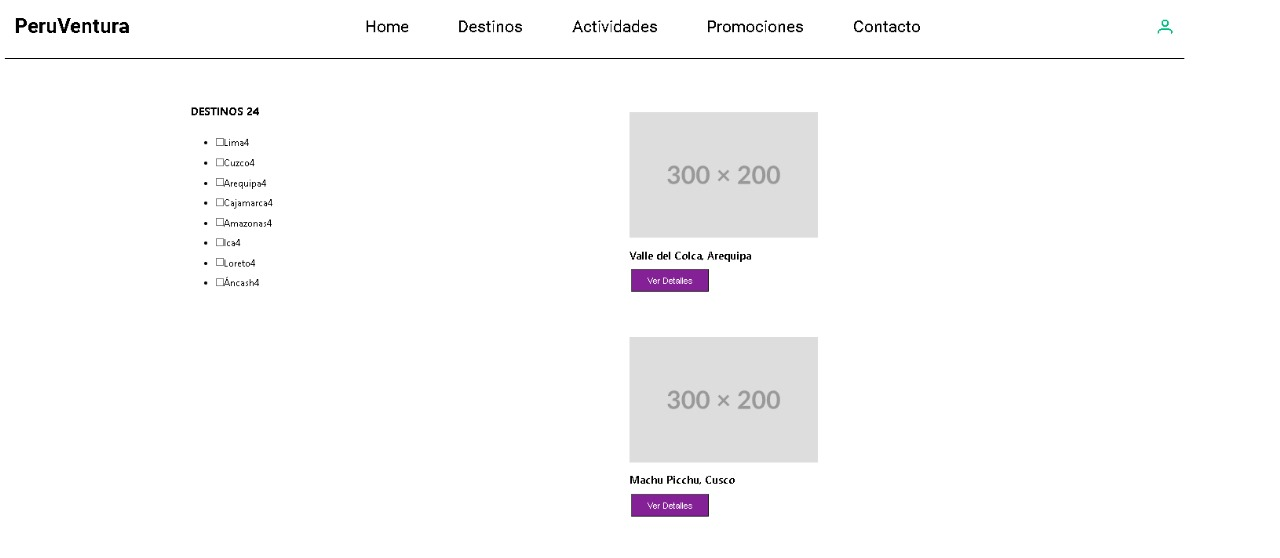 PeruVentura Home Destinos Actividades Promociones Contacto
DESTINOS 24
Lima4
Cuzco4
Arequipa4
Cajamarca4
Amazonas4
Ica4
Loreto4
Áncash4
300 × 200
Valle del Colca, Arequipa
Ver Detalles
300 × 200
Machu Picchu, Cusco
Ver Detalles